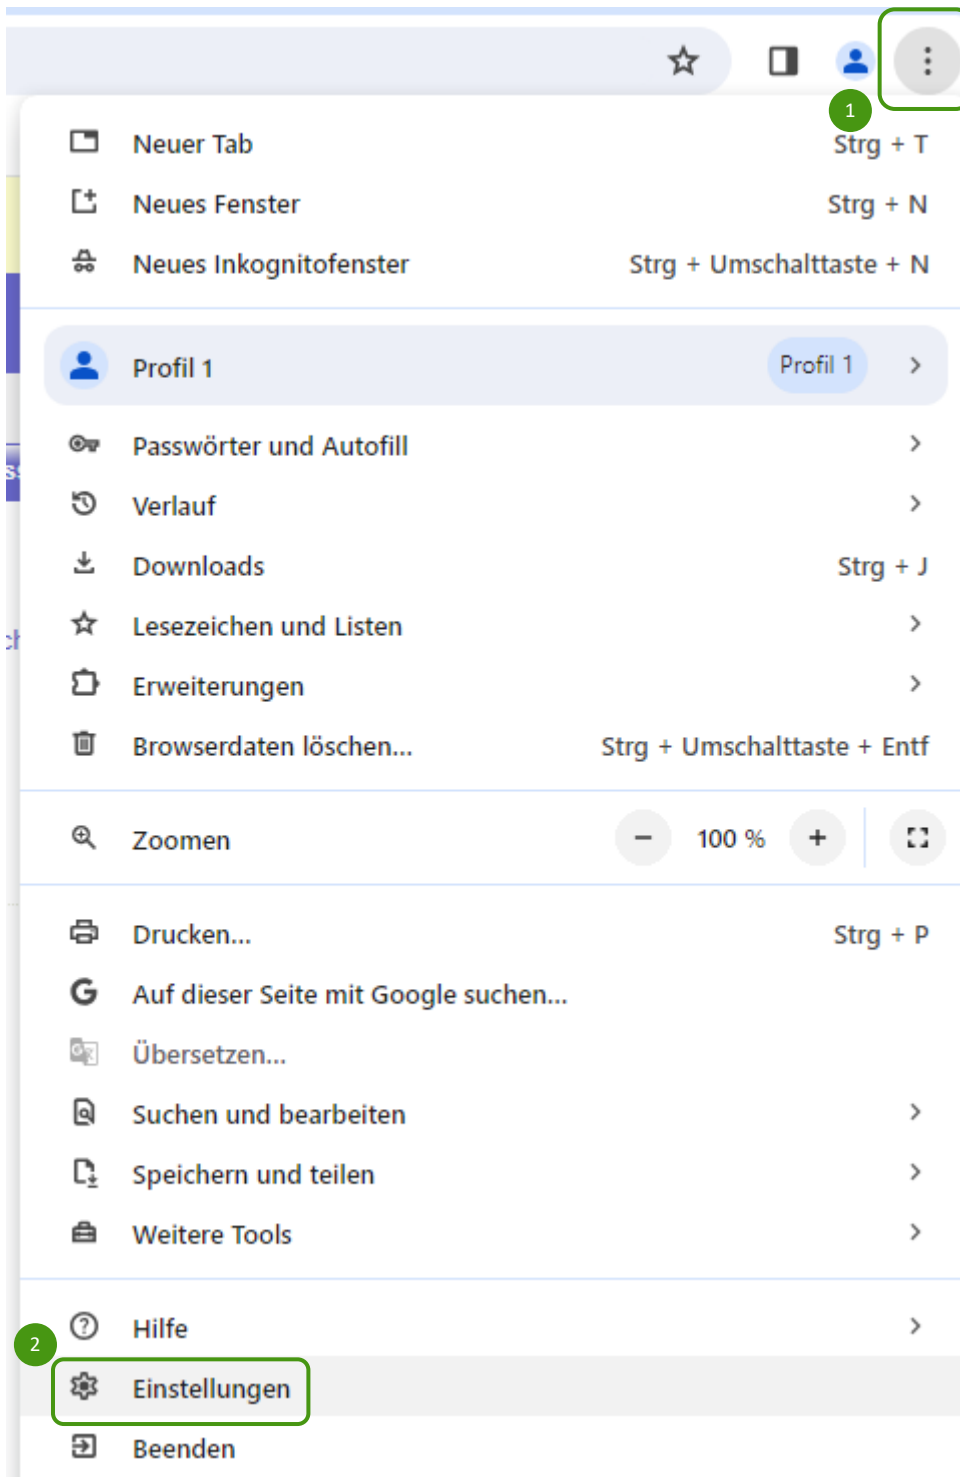 1
Neuer Tab Strg + T
Neues Fenster Strg + N
Neues Inkognitofenster Strg + Umschalttaste + N
Profil 1 Profil 1
Passwörter und Autofill
Verlauf
Downloads Strg + J
Lesezeichen und Listen
Erweiterungen
Browserdaten löschen... Strg + Umschalttaste + Entf
Zoomen − 100 % +
Drucken... Strg + P
Auf dieser Seite mit Google suchen...
Übersetzen...
Suchen und bearbeiten
Speichern und teilen
Weitere Tools
Hilfe
2
Einstellungen
Beenden